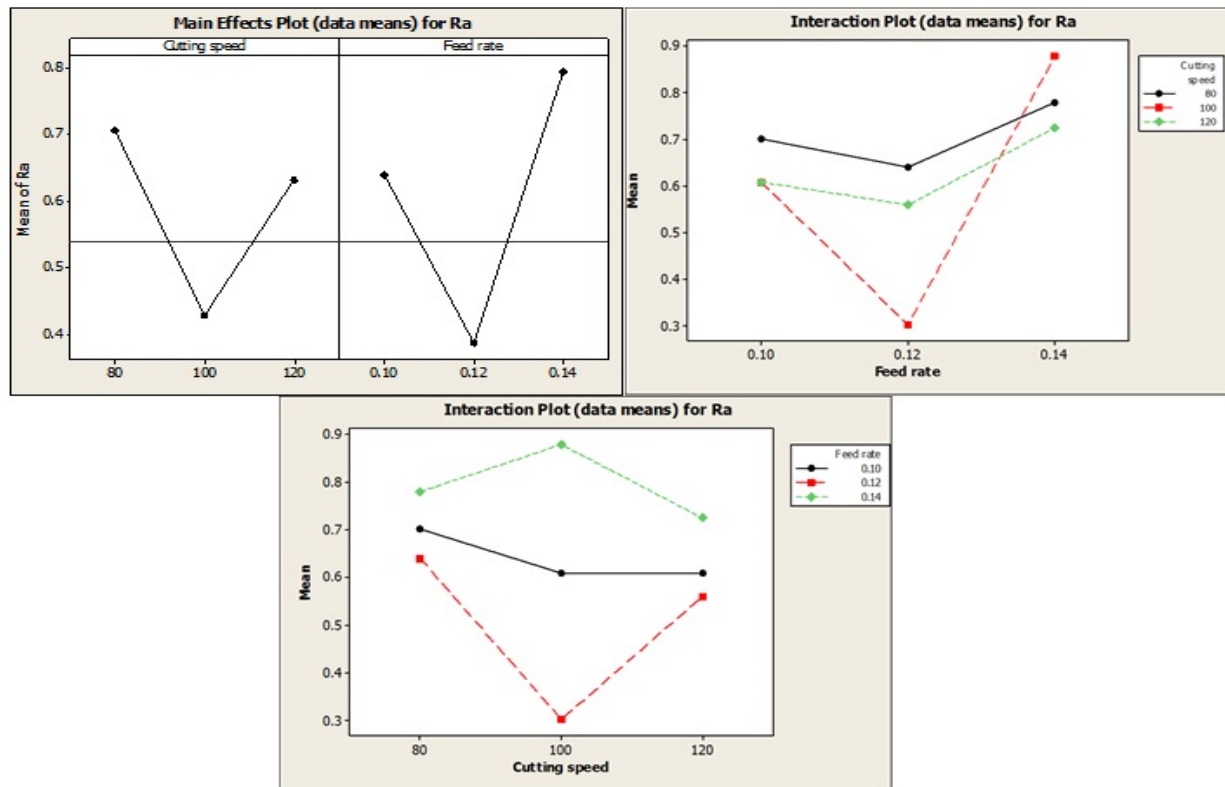 Main Effects Plot (data means) for Ra
Cutting speed Feed rate
Mean of Ra
0.8
0.7
0.6
0.5
0.4
80 100 120 0.10 0.12 0.14
Interaction Plot (data means) for Ra
Mean
0.9
0.8
0.7
0.6
0.5
0.4
0.3
0.10 0.12 0.14
Feed rate
Cutting
speed
80
100
120
Interaction Plot (data means) for Ra
Mean
0.9
0.8
0.7
0.6
0.5
0.4
0.3
80 100 120
Cutting speed
Feed rate
0.10
0.12
0.14